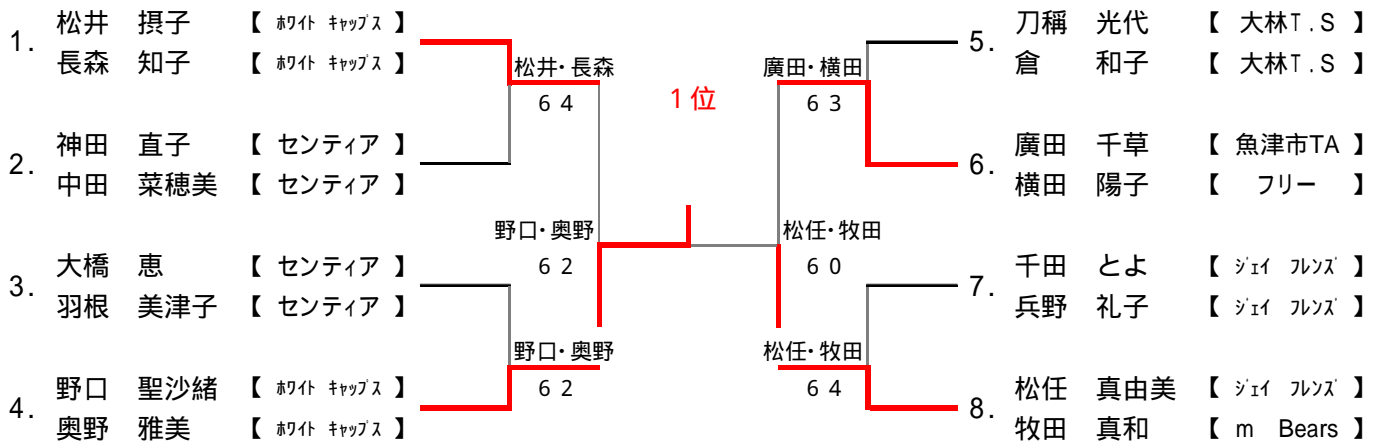 1. 松井 摂子 【 ﾎﾜｲﾄ ｷｬｯﾌﾟｽ 】
長森 知子 【 ﾎﾜｲﾄ ｷｬｯﾌﾟｽ 】
松井・長森
6 4
2. 神田 直子 【 センティア 】
中田 菜穂美 【 センティア 】
野口・奥野
6 2
3. 大橋 恵 【 センティア 】
羽根 美津子 【 センティア 】
野口・奥野
6 2
4. 野口 聖沙緒 【 ﾎﾜｲﾄ ｷｬｯﾌﾟｽ 】
奥野 雅美 【 ﾎﾜｲﾄ ｷｬｯﾌﾟｽ 】
1位
5. 刀稱 光代 【 大林T.S 】
倉 和子 【 大林T.S 】
廣田・横田
6 3
6. 廣田 千草 【 魚津市TA 】
横田 陽子 【 フリー 】
松任・牧田
6 0
7. 千田 とよ 【 ｼﾞｪｲ ﾌﾚﾝｽﾞ 】
兵野 礼子 【 ｼﾞｪｲ ﾌﾚﾝｽﾞ 】
松任・牧田
6 4
8. 松任 真由美 【 ｼﾞｪｲ ﾌﾚﾝｽﾞ 】
牧田 真和 【 m Bears 】